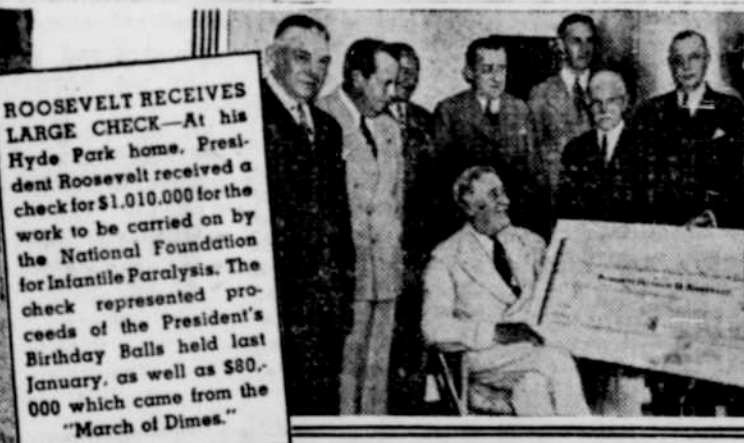 ROOSEVELT RECEIVES
LARGE CHECK—At his
Hyde Park home, Presi-
dent Roosevelt received a
check for $1,010,000 for the
work to be carried on by
the National Foundation
for Infantile Paralysis. The
check represented pro-
ceeds of the President's
Birthday Balls held last
January, as well as $80,-
000 which came from the
"March of Dimes."